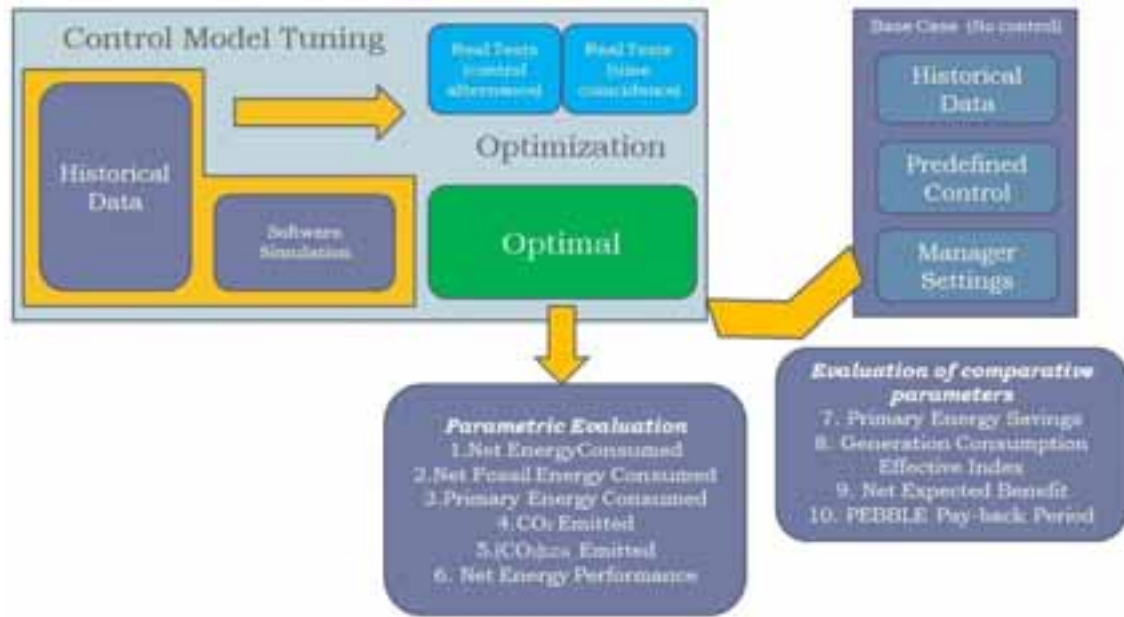 Control Model Tuning
Historical
Data
Software
Simulation
Real Tests
(control
afternance)
Real Tests
(time
coincidence)
Optimization
Optimal
Base Case (No control)
Historical
Data
Predefined
Control
Manager
Settings
Parametric Evaluation
1.Net EnergyConsumed
2.Net Fossil Energy Consumed
3.Primary Energy Consumed
4.CO₂ Emitted
Emitted
6. Net Energy Performance
Evaluation of comparative
parameters
7. Primary Energy Savings
8. Generation Consumption
Effective Index
9. Net Expected Benefit
10. PEBBLE Pay-back Period